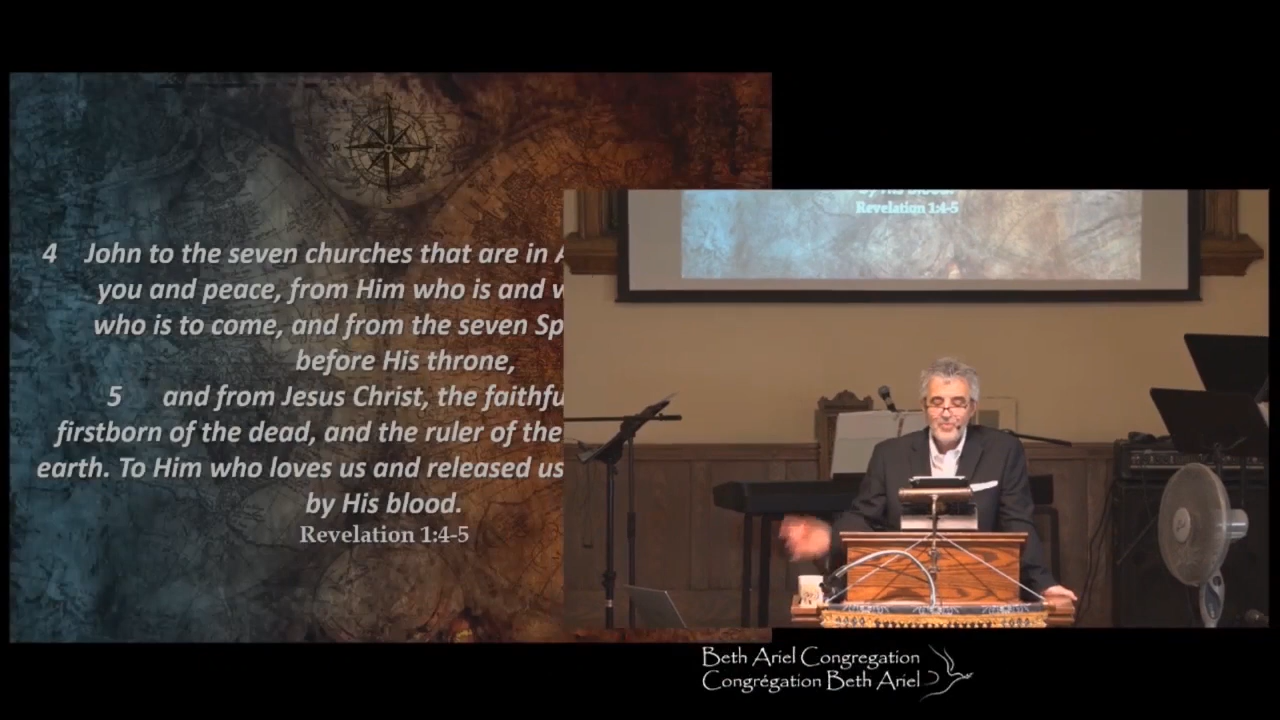 4 John to the seven churches that are in
you and peace, from Him who is and
who is to come, and from the seven
before His throne,
5 and from Jesus Christ, the
firstborn of the dead, and the ruler of the
earth. To Him who loves us and released us
by His blood.
Revelation 1:4-5
by His blood.
Revelation 1:4-5
Beth Ariel Congregation
Congrégation Beth Ariel